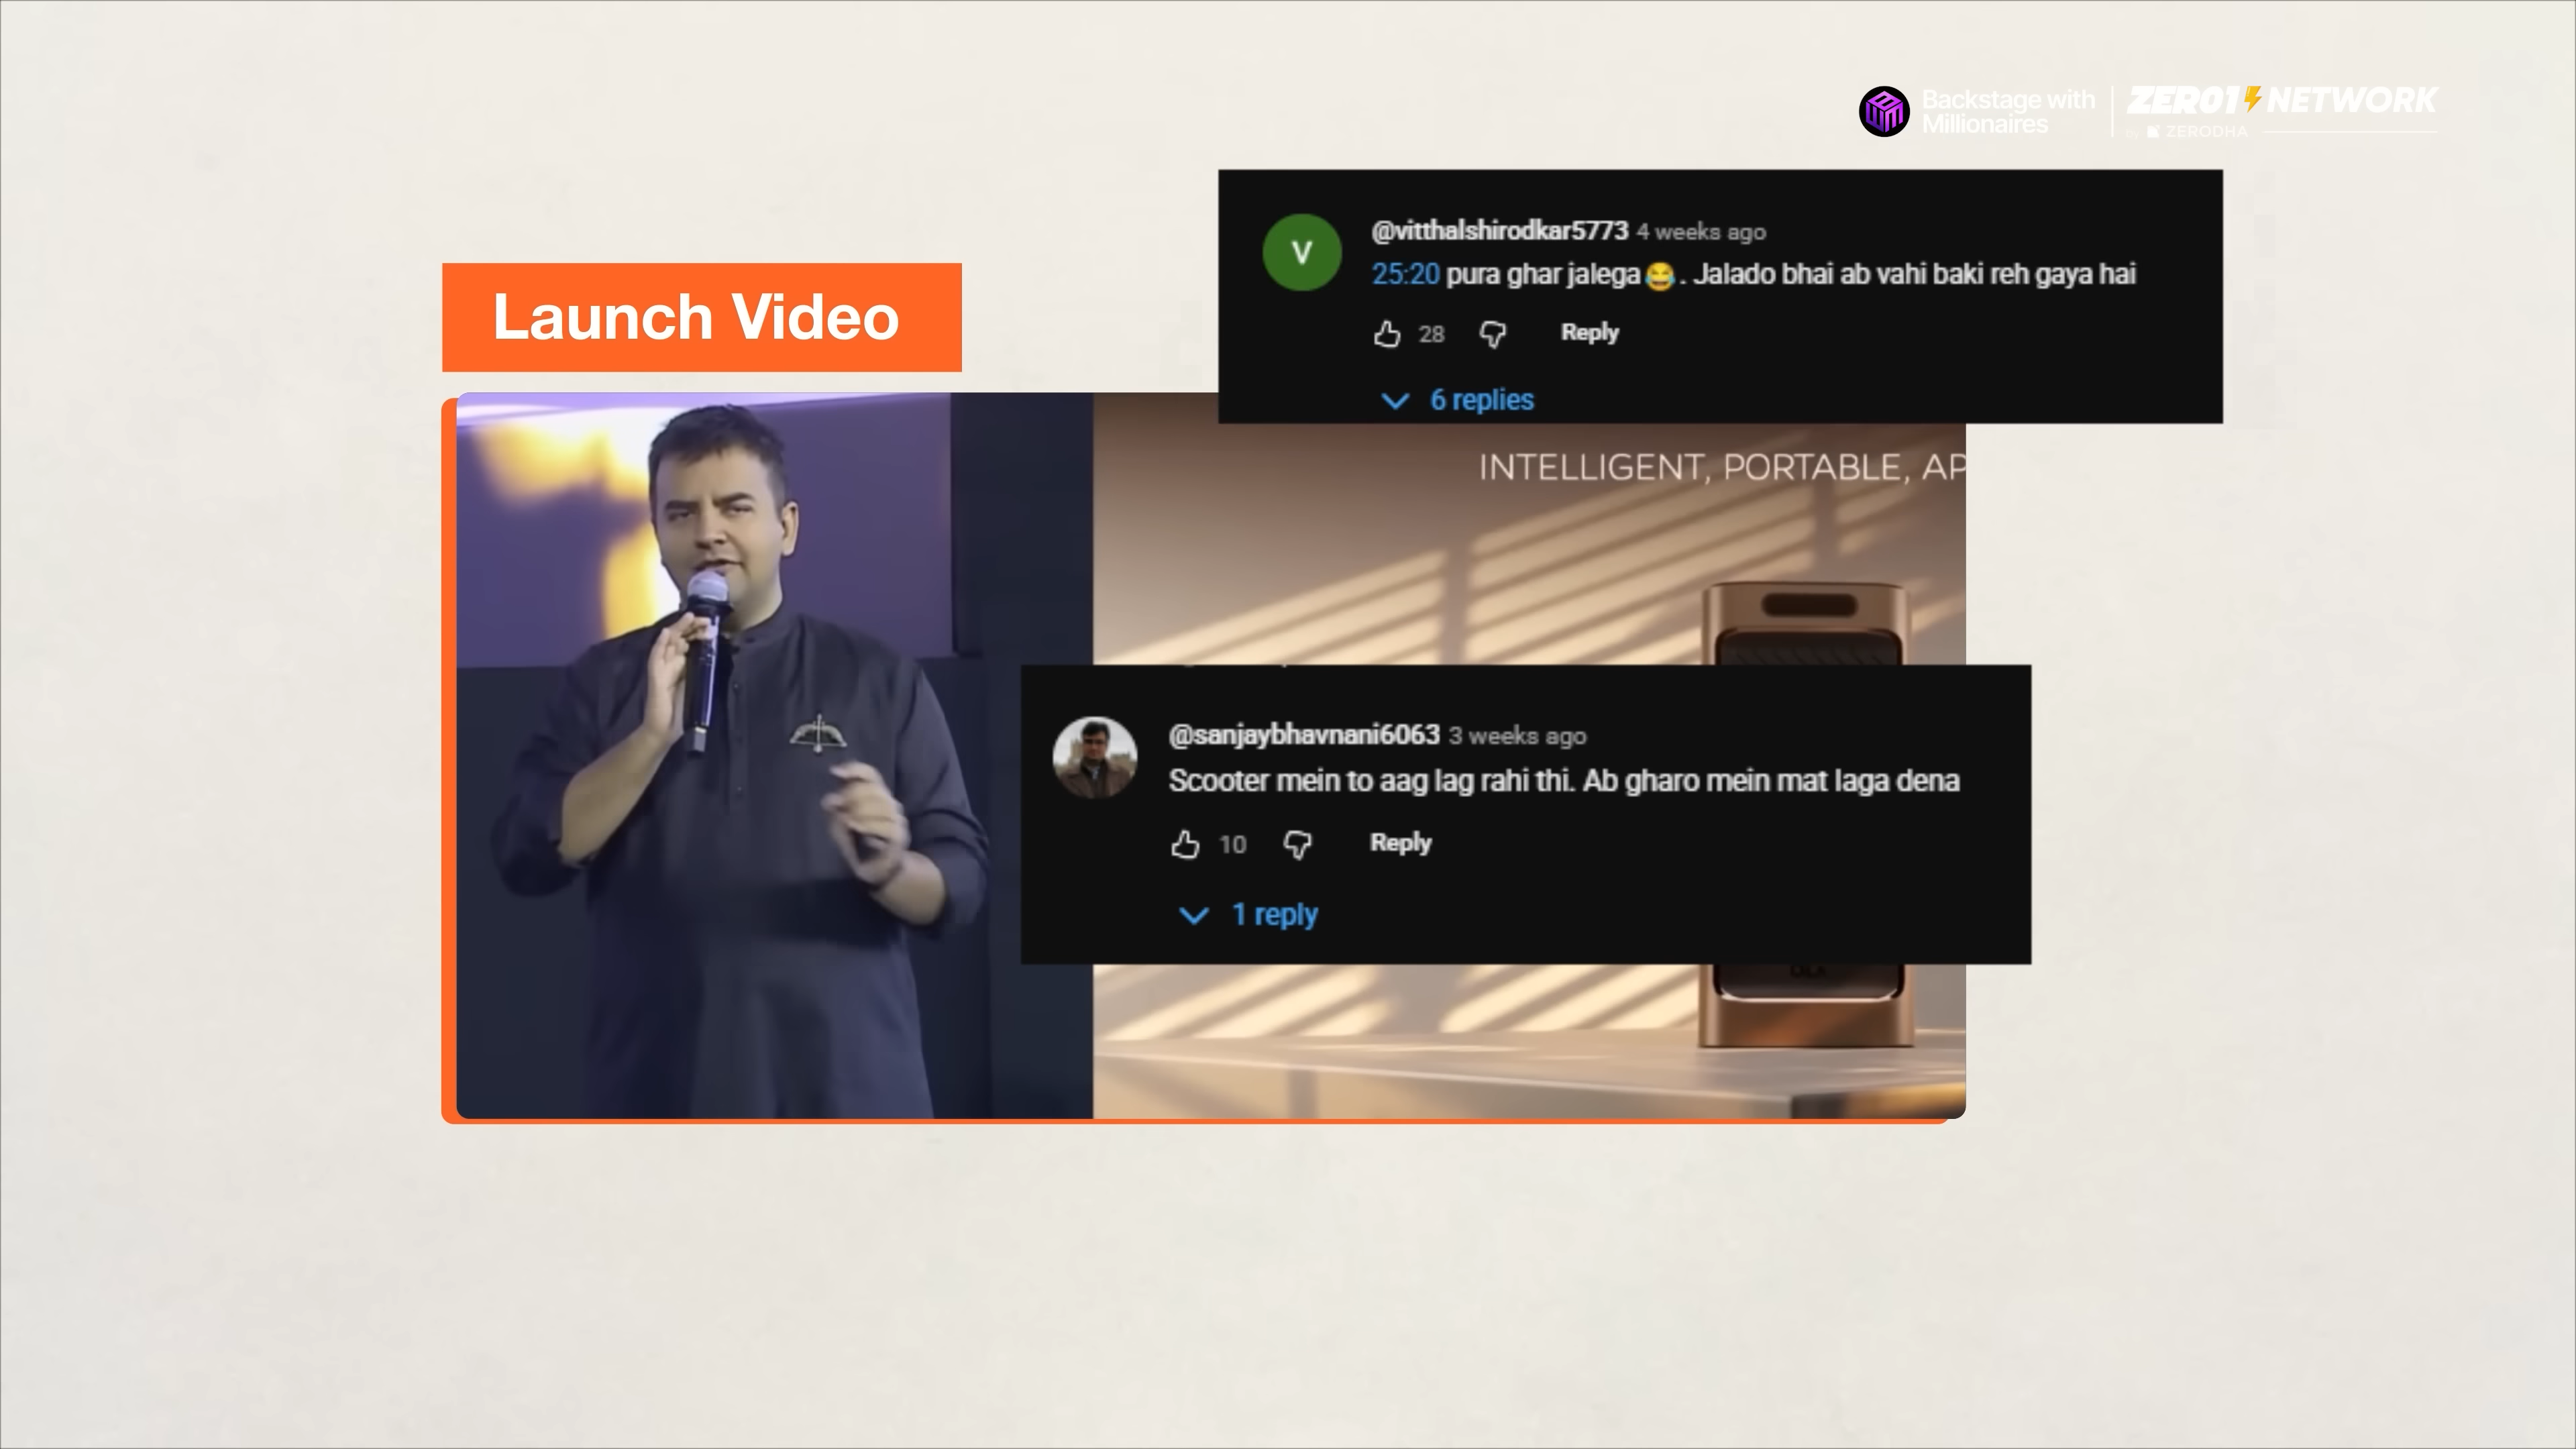 Backstage with
Millionaires
ZERO1 NETWORK
By ZERODHA
@vitthalshirodkar5773 4 weeks ago
25:20 pura ghar jalega😂. Jalado bhai ab vahi baki reh gaya hai
28 Reply
6 replies
Launch Video
INTELLIGENT, PORTABLE, AP
@sanjaybhavnani6063 3 weeks ago
Scooter mein to aag lag rahi thi. Ab gharo mein mat laga dena
10 Reply
1 reply
V